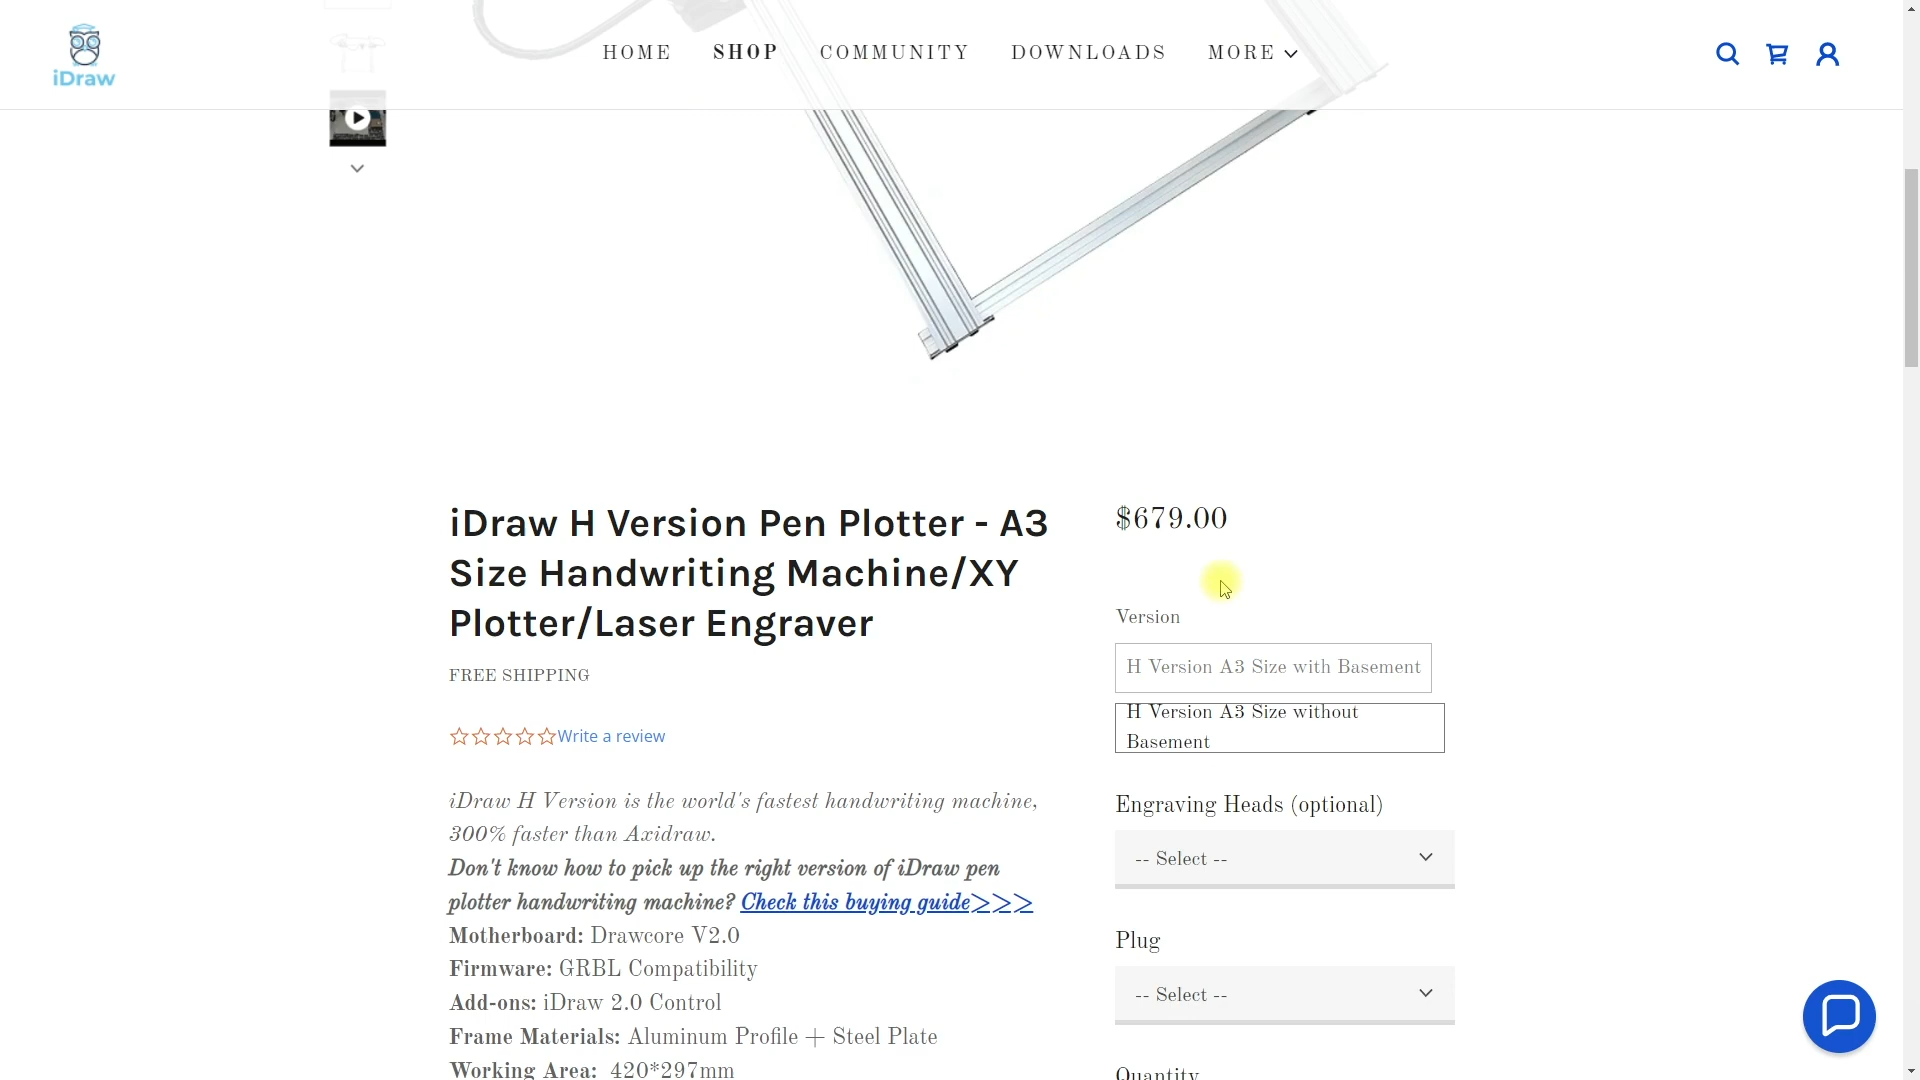 iDraw
HOME SHOP COMMUNITY DOWNLOADS MORE
iDraw H Version Pen Plotter - A3
Size Handwriting Machine/XY
Plotter/Laser Engraver
FREE SHIPPING
Write a review
iDraw H Version is the world's fastest handwriting machine,
300% faster than Axidraw.
Don't know how to pick up the right version of iDraw pen
plotter handwriting machine? Check this buying guide>>>
Motherboard: Drawcore V2.0
Firmware: GRBL Compatibility
Add-ons: iDraw 2.0 Control
Frame Materials: Aluminum Profile + Steel Plate
Working Area: 420*297mm
$679.00
Version
H Version A3 Size with Basement
H Version A3 Size without
Basement
Engraving Heads (optional)
-- Select --
Plug
-- Select --
Quantity